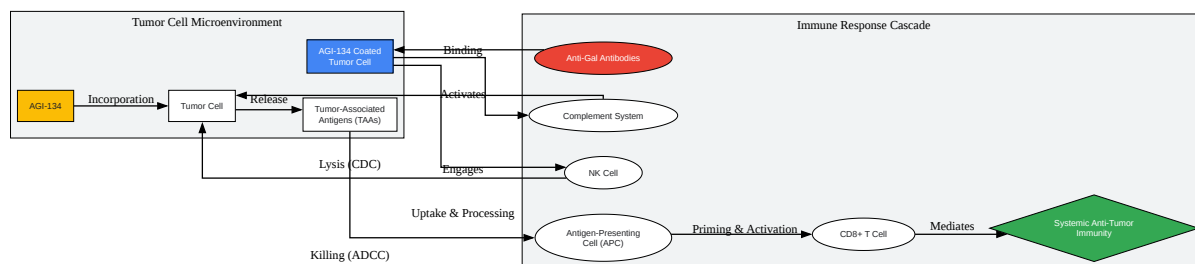 Tumor Cell Microenvironment
Immune Response Cascade
AGI-134 Coated
Tumor Cell
Binding
Anti-Gal Antibodies
AGI-134
Incorporation
Tumor Cell
Release
Tumor-Associated
Antigens (TAAs)
Activates
Complement System
Lysis (CDC)
Engages
NK Cell
Uptake & Processing
Antigen-Presenting
Cell (APC)
Priming & Activation
CD8+ T Cell
Mediates
Systemic Anti-Tumor
Immunity
Killing (ADCC)